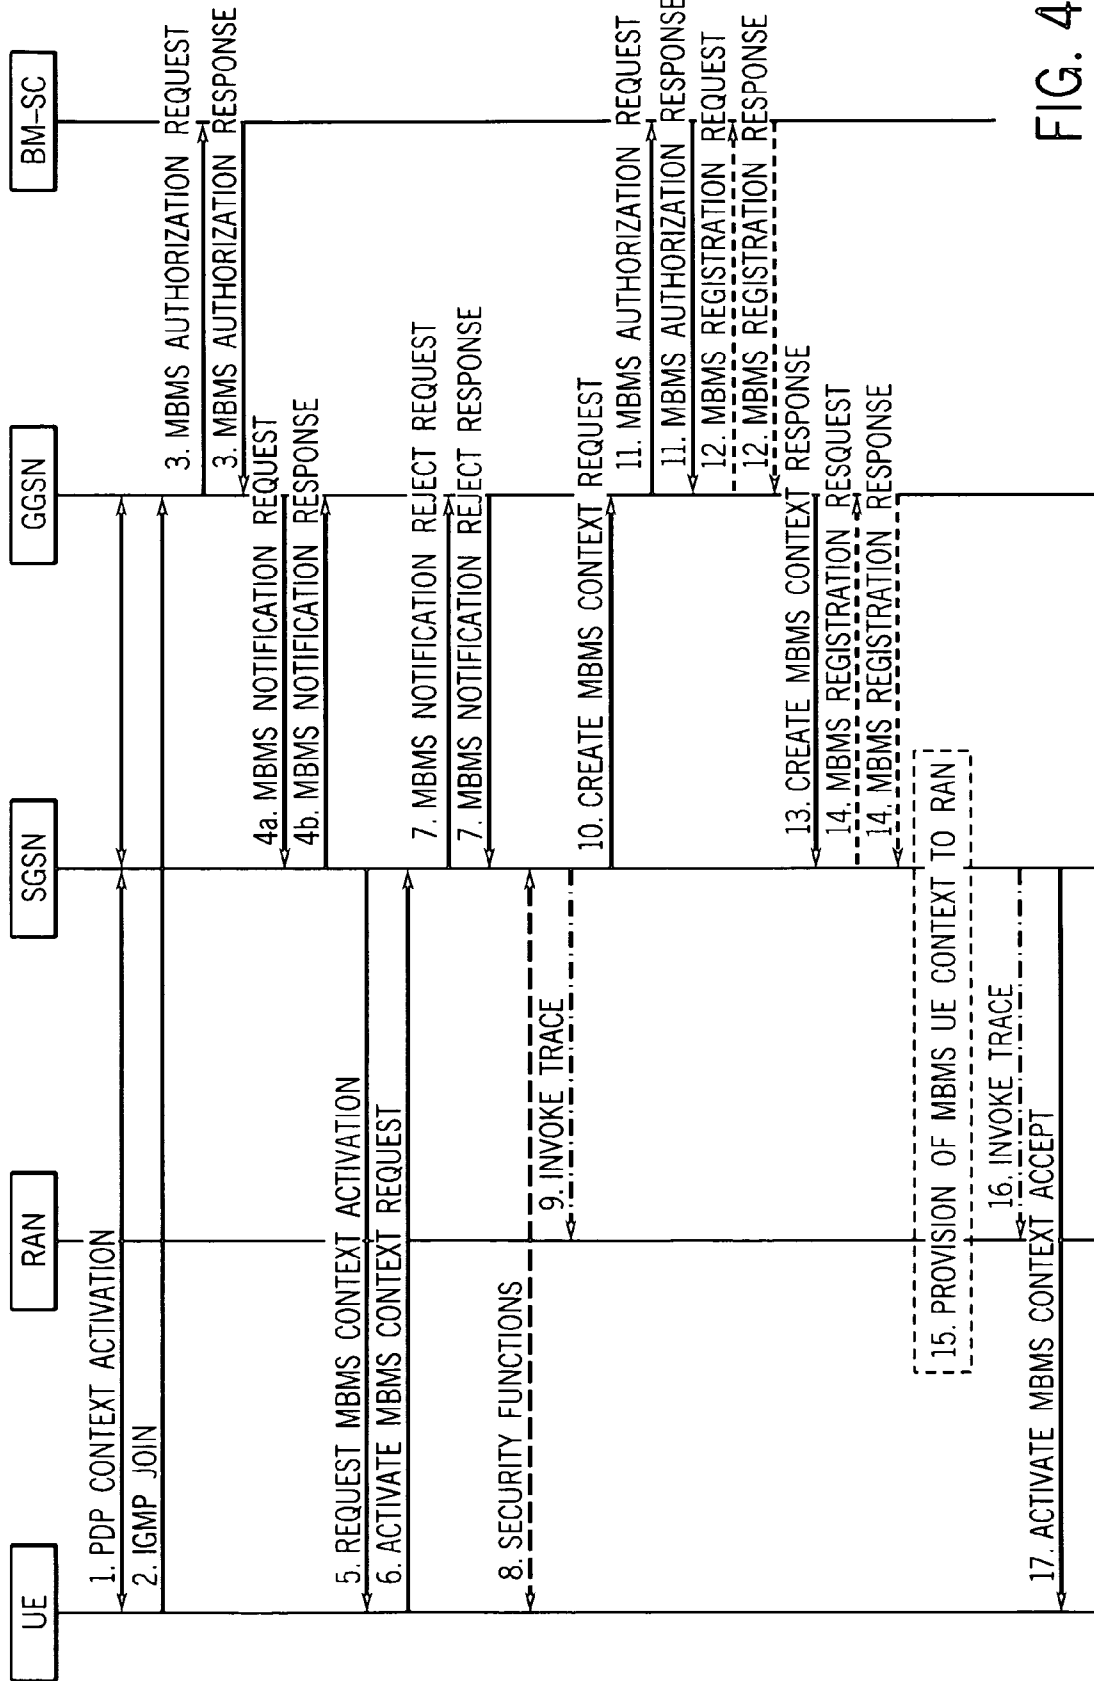 UE
RAN
SGSN
GGSN
BM-SC
1. PDP CONTEXT ACTIVATION
2. IGMP JOIN
3. MBMS AUTHORIZATION REQUEST
3. MBMS AUTHORIZATION RESPONSE
4a. MBMS NOTIFICATION REQUEST
4b. MBMS NOTIFICATION RESPONSE
5. REQUEST MBMS CONTEXT ACTIVATION
6. ACTIVATE MBMS CONTEXT REQUEST
7. MBMS NOTIFICATION REJECT REQUEST
7. MBMS NOTIFICATION REJECT RESPONSE
8. SECURITY FUNCTIONS
9. INVOKE TRACE
10. CREATE MBMS CONTEXT REQUEST
11. MBMS AUTHORIZATION REQUEST
11. MBMS AUTHORIZATION RESPONSE
12. MBMS REGISTRATION REQUEST
12. MBMS REGISTRATION RESPONSE
13. CREATE MBMS CONTEXT RESPONSE
14. MBMS REGISTRATION RESQUEST
14. MBMS REGISTRATION RESPONSE
15. PROVISION OF MBMS UE CONTEXT TO RAN
16. INVOKE TRACE
17. ACTIVATE MBMS CONTEXT ACCEPT
FIG. 4